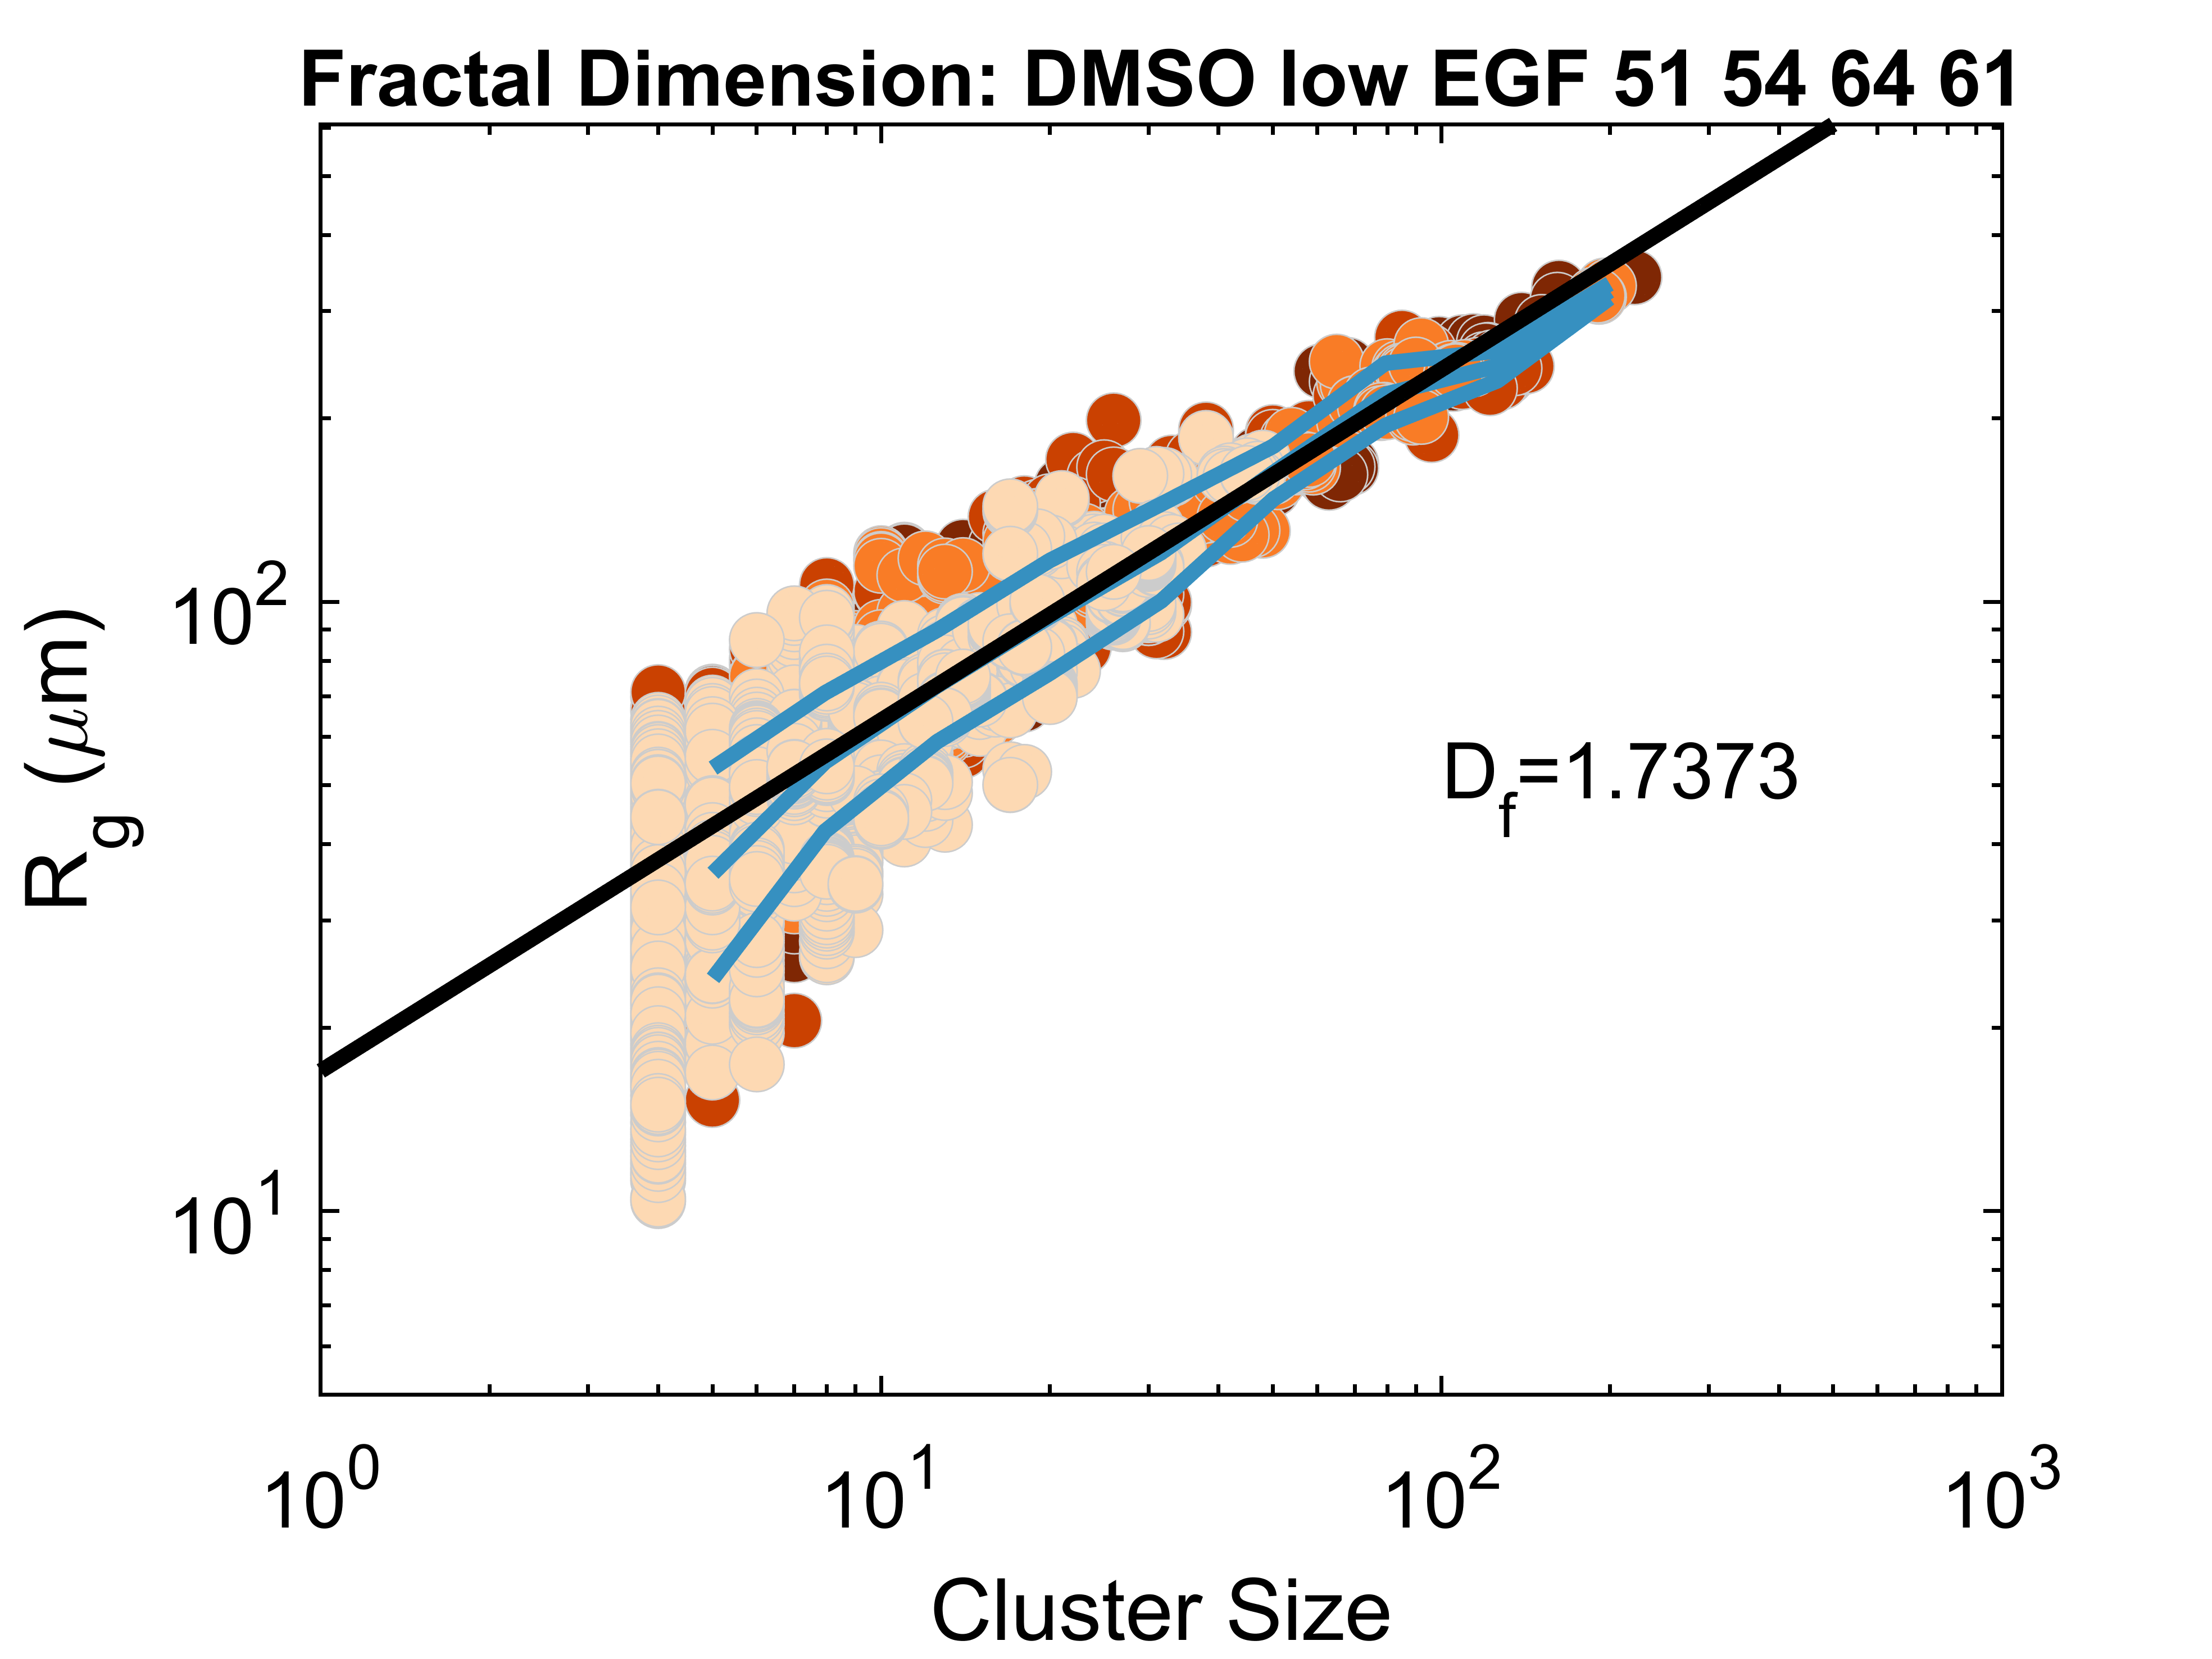 Fractal Dimension: DMSO low EGF 51 54 64 61
R_g (μm)
10^2
10^1
D_f=1.7373
10^0 10^1 10^2 10^3
Cluster Size